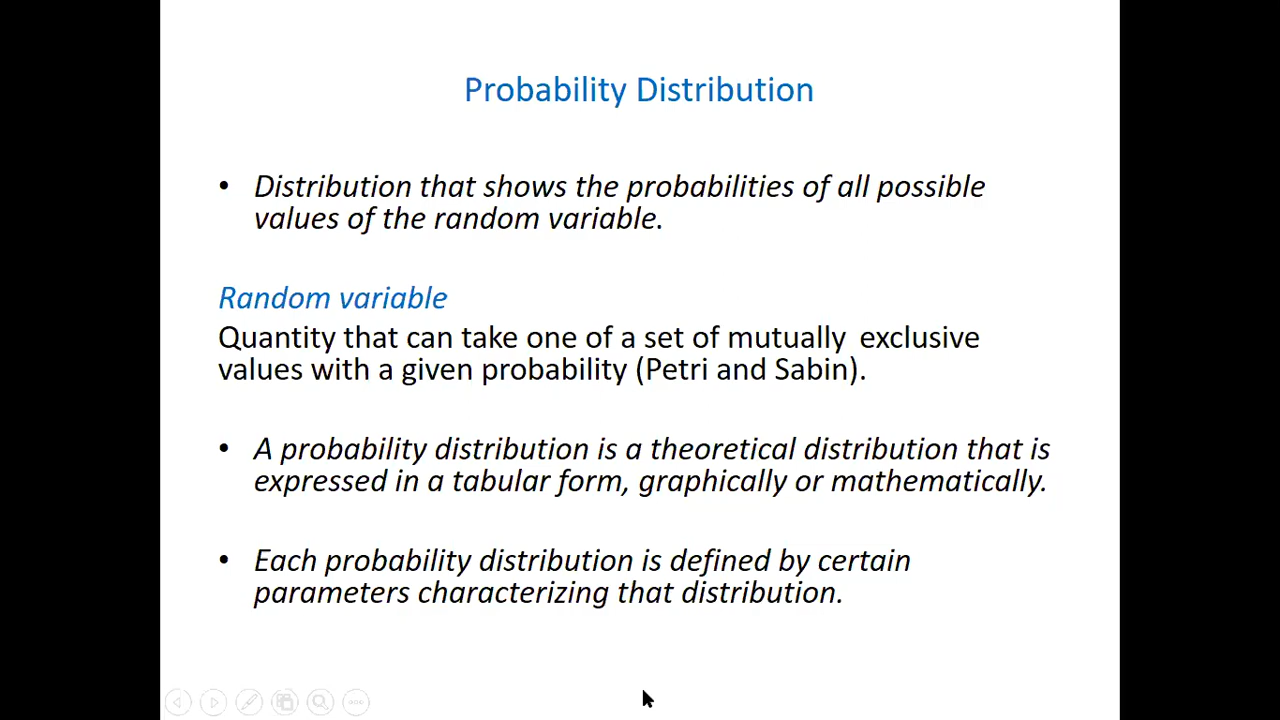 Probability Distribution
• Distribution that shows the probabilities of all possible
values of the random variable.
Random variable
Quantity that can take one of a set of mutually  exclusive
values with a given probability (Petri and Sabin).
• A probability distribution is a theoretical distribution that is
expressed in a tabular form, graphically or mathematically.
• Each probability distribution is defined by certain
parameters characterizing that distribution.